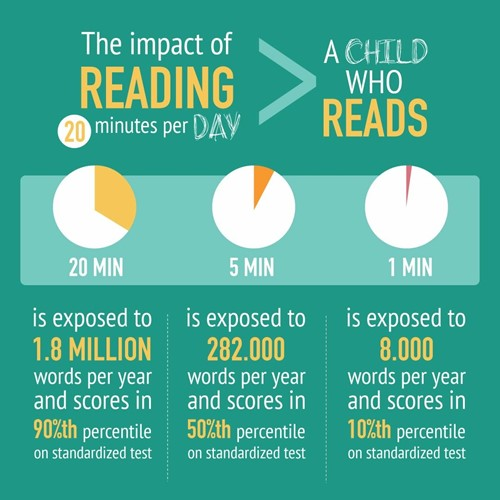 The impact of
READING
20 minutes per DAY
A CHILD
WHO
READS
20 MIN
5 MIN
1 MIN
is exposed to
1.8 MILLION
words per year
and scores in
90%th percentile
on standardized test
is exposed to
282.000
words per year
and scores in
50%th percentile
on standardized test
is exposed to
8.000
words per year
and scores in
10%th percentile
on standardized test